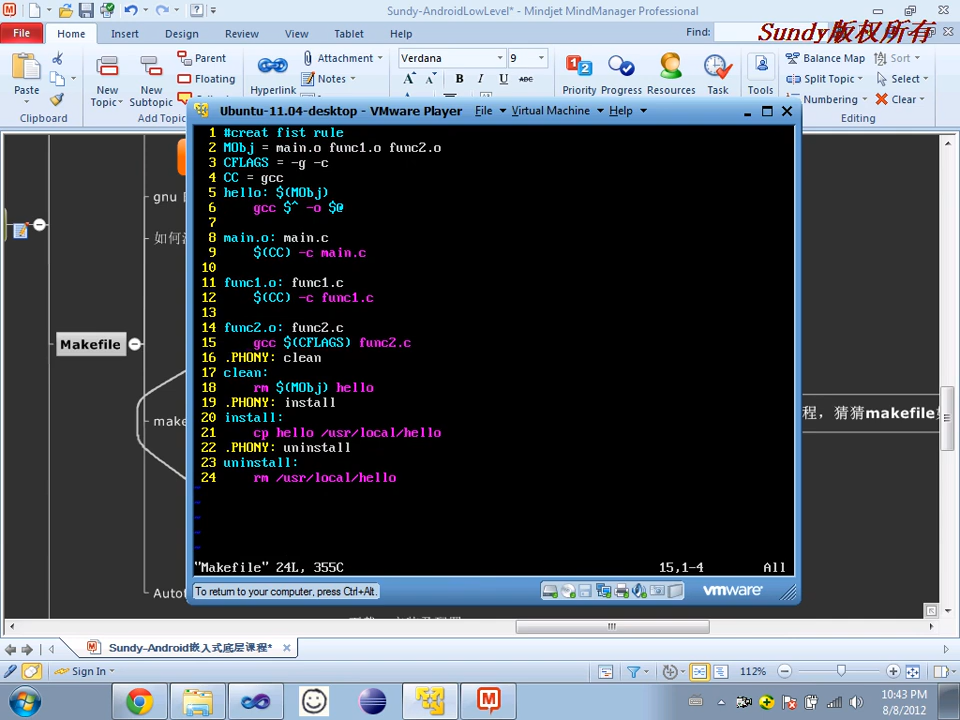 Sundy-AndroidLowLevel* - Mindjet MindManager Professional
File Home Insert Design Review View Tablet Help Find:
Sundy版权所有
Paste
Clipboard
New Topic
New Subtopic
Parent
Floating
Add Topic
Hyperlink
Attachment
Notes
Verdana 9
B I U ABC
Priority Progress Resources Task Tools
Balance Map
Split Topic
Numbering
Sort
Select
Clear
Editing
Ubuntu-11.04-desktop - VMware Player File Virtual Machine Help
1 #creat fist rule
2 MObj = main.o func1.o func2.o
3 CFLAGS = -g -c
4 CC = gcc
5 hello: $(MObj)
6 gcc $^ -o $@
7
8 main.o: main.c
9 $(CC) -c main.c
10
11 func1.o: func1.c
12 $(CC) -c func1.c
13
14 func2.o: func2.c
15 gcc $(CFLAGS) func2.c
16 .PHONY: clean
17 clean:
18 rm $(MObj) hello
19 .PHONY: install
20 install:
21 cp hello /usr/local/hello
22 .PHONY: uninstall
23 uninstall:
24 rm /usr/local/hello
~
~
~
~
~
"Makefile" 24L, 355C 15,1-4 All
To return to your computer, press Ctrl+Alt.
vmware
gnu
如何
Makefile
make
程，猜猜makefile
Auto
Sundy-Android嵌入式底层课程*
Sign In
112%
10:43 PM
8/8/2012